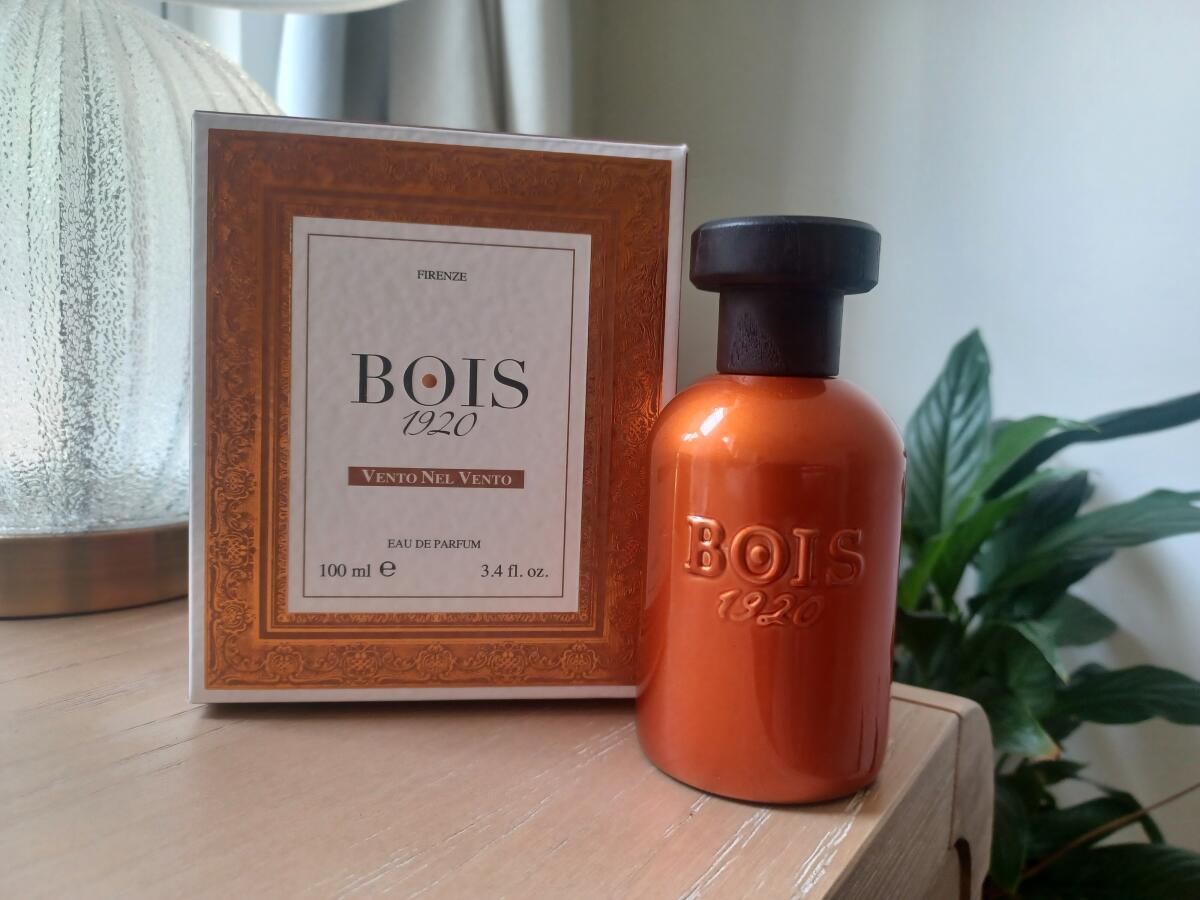 FIRENZE
BOIS
1920
VENTO NEL VENTO
EAU DE PARFUM
100 ml ℮ 3.4 fl. oz.
BOIS
1920